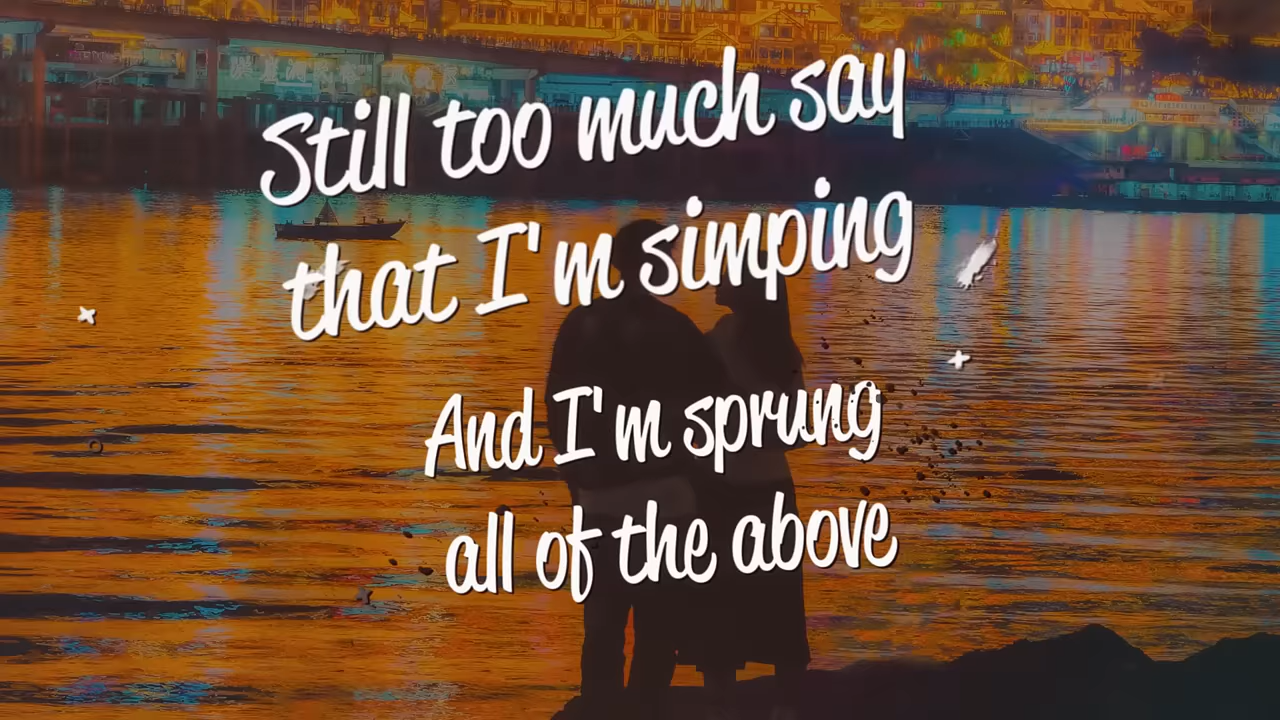 Still too much say
that I'm simping
And I'm sprung
all of the above